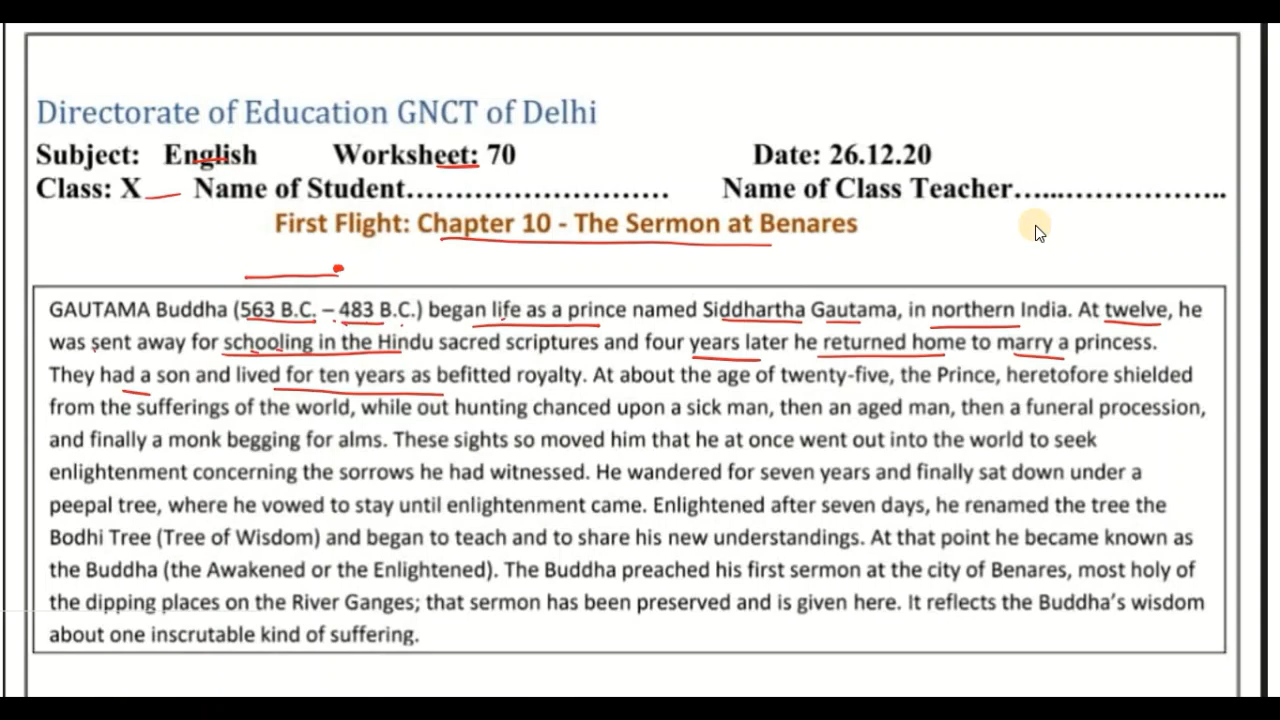 Directorate of Education GNCT of Delhi
Subject: English Worksheet: 70 Date: 26.12.20
Class: X Name of Student………………………… Name of Class Teacher…...………………..
First Flight: Chapter 10 - The Sermon at Benares
GAUTAMA Buddha (563 B.C. – 483 B.C.) began life as a prince named Siddhartha Gautama, in northern India. At twelve, he
was sent away for schooling in the Hindu sacred scriptures and four years later he returned home to marry a princess.
They had a son and lived for ten years as befitted royalty. At about the age of twenty-five, the Prince, heretofore shielded
from the sufferings of the world, while out hunting chanced upon a sick man, then an aged man, then a funeral procession,
and finally a monk begging for alms. These sights so moved him that he at once went out into the world to seek
enlightenment concerning the sorrows he had witnessed. He wandered for seven years and finally sat down under a
peepal tree, where he vowed to stay until enlightenment came. Enlightened after seven days, he renamed the tree the
Bodhi Tree (Tree of Wisdom) and began to teach and to share his new understandings. At that point he became known as
the Buddha (the Awakened or the Enlightened). The Buddha preached his first sermon at the city of Benares, most holy of
the dipping places on the River Ganges; that sermon has been preserved and is given here. It reflects the Buddha's wisdom
about one inscrutable kind of suffering.